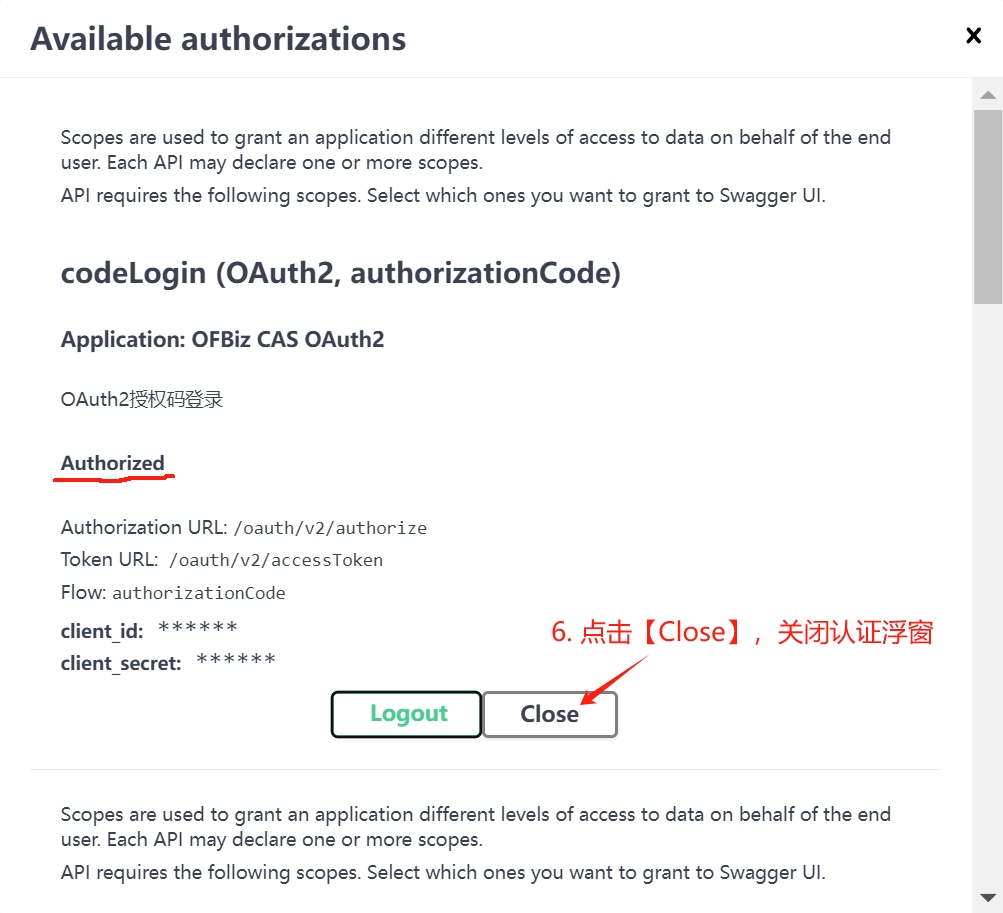 Available authorizations
Scopes are used to grant an application different levels of access to data on behalf of the end
user. Each API may declare one or more scopes.
API requires the following scopes. Select which ones you want to grant to Swagger UI.
codeLogin (OAuth2, authorizationCode)
Application: OFBiz CAS OAuth2
OAuth2授权码登录
Authorized
Authorization URL: /oauth/v2/authorize
Token URL: /oauth/v2/accessToken
Flow: authorizationCode
client_id: ******
client_secret: ******
6. 点击【Close】，关闭认证浮窗
Logout Close
Scopes are used to grant an application different levels of access to data on behalf of the end
user. Each API may declare one or more scopes.
API requires the following scopes. Select which ones you want to grant to Swagger UI.